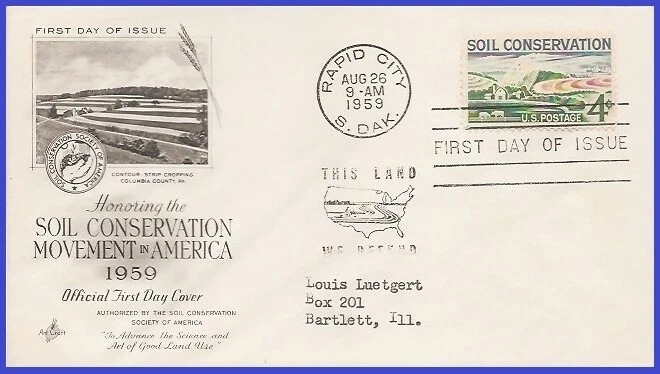 FIRST DAY OF ISSUE
SOIL CONSERVATION SOCIETY OF AMERICA
CONTOUR STRIP CROPPING
COLUMBIA COUNTY, PA.
Honoring the
SOIL CONSERVATION
MOVEMENT IN AMERICA
1959
Official First Day Cover
AUTHORIZED BY THE SOIL CONSERVATION
SOCIETY OF AMERICA
"To Advance the Science and
Art of Good Land Use"
Art Craft
RAPID CITY
AUG 26
9-AM
1959
S. DAK.
SOIL CONSERVATION
4¢
U.S. POSTAGE
FIRST DAY OF ISSUE
THIS LAND
WE DEFEND
Louis Luetgert
Box 201
Bartlett, Ill.